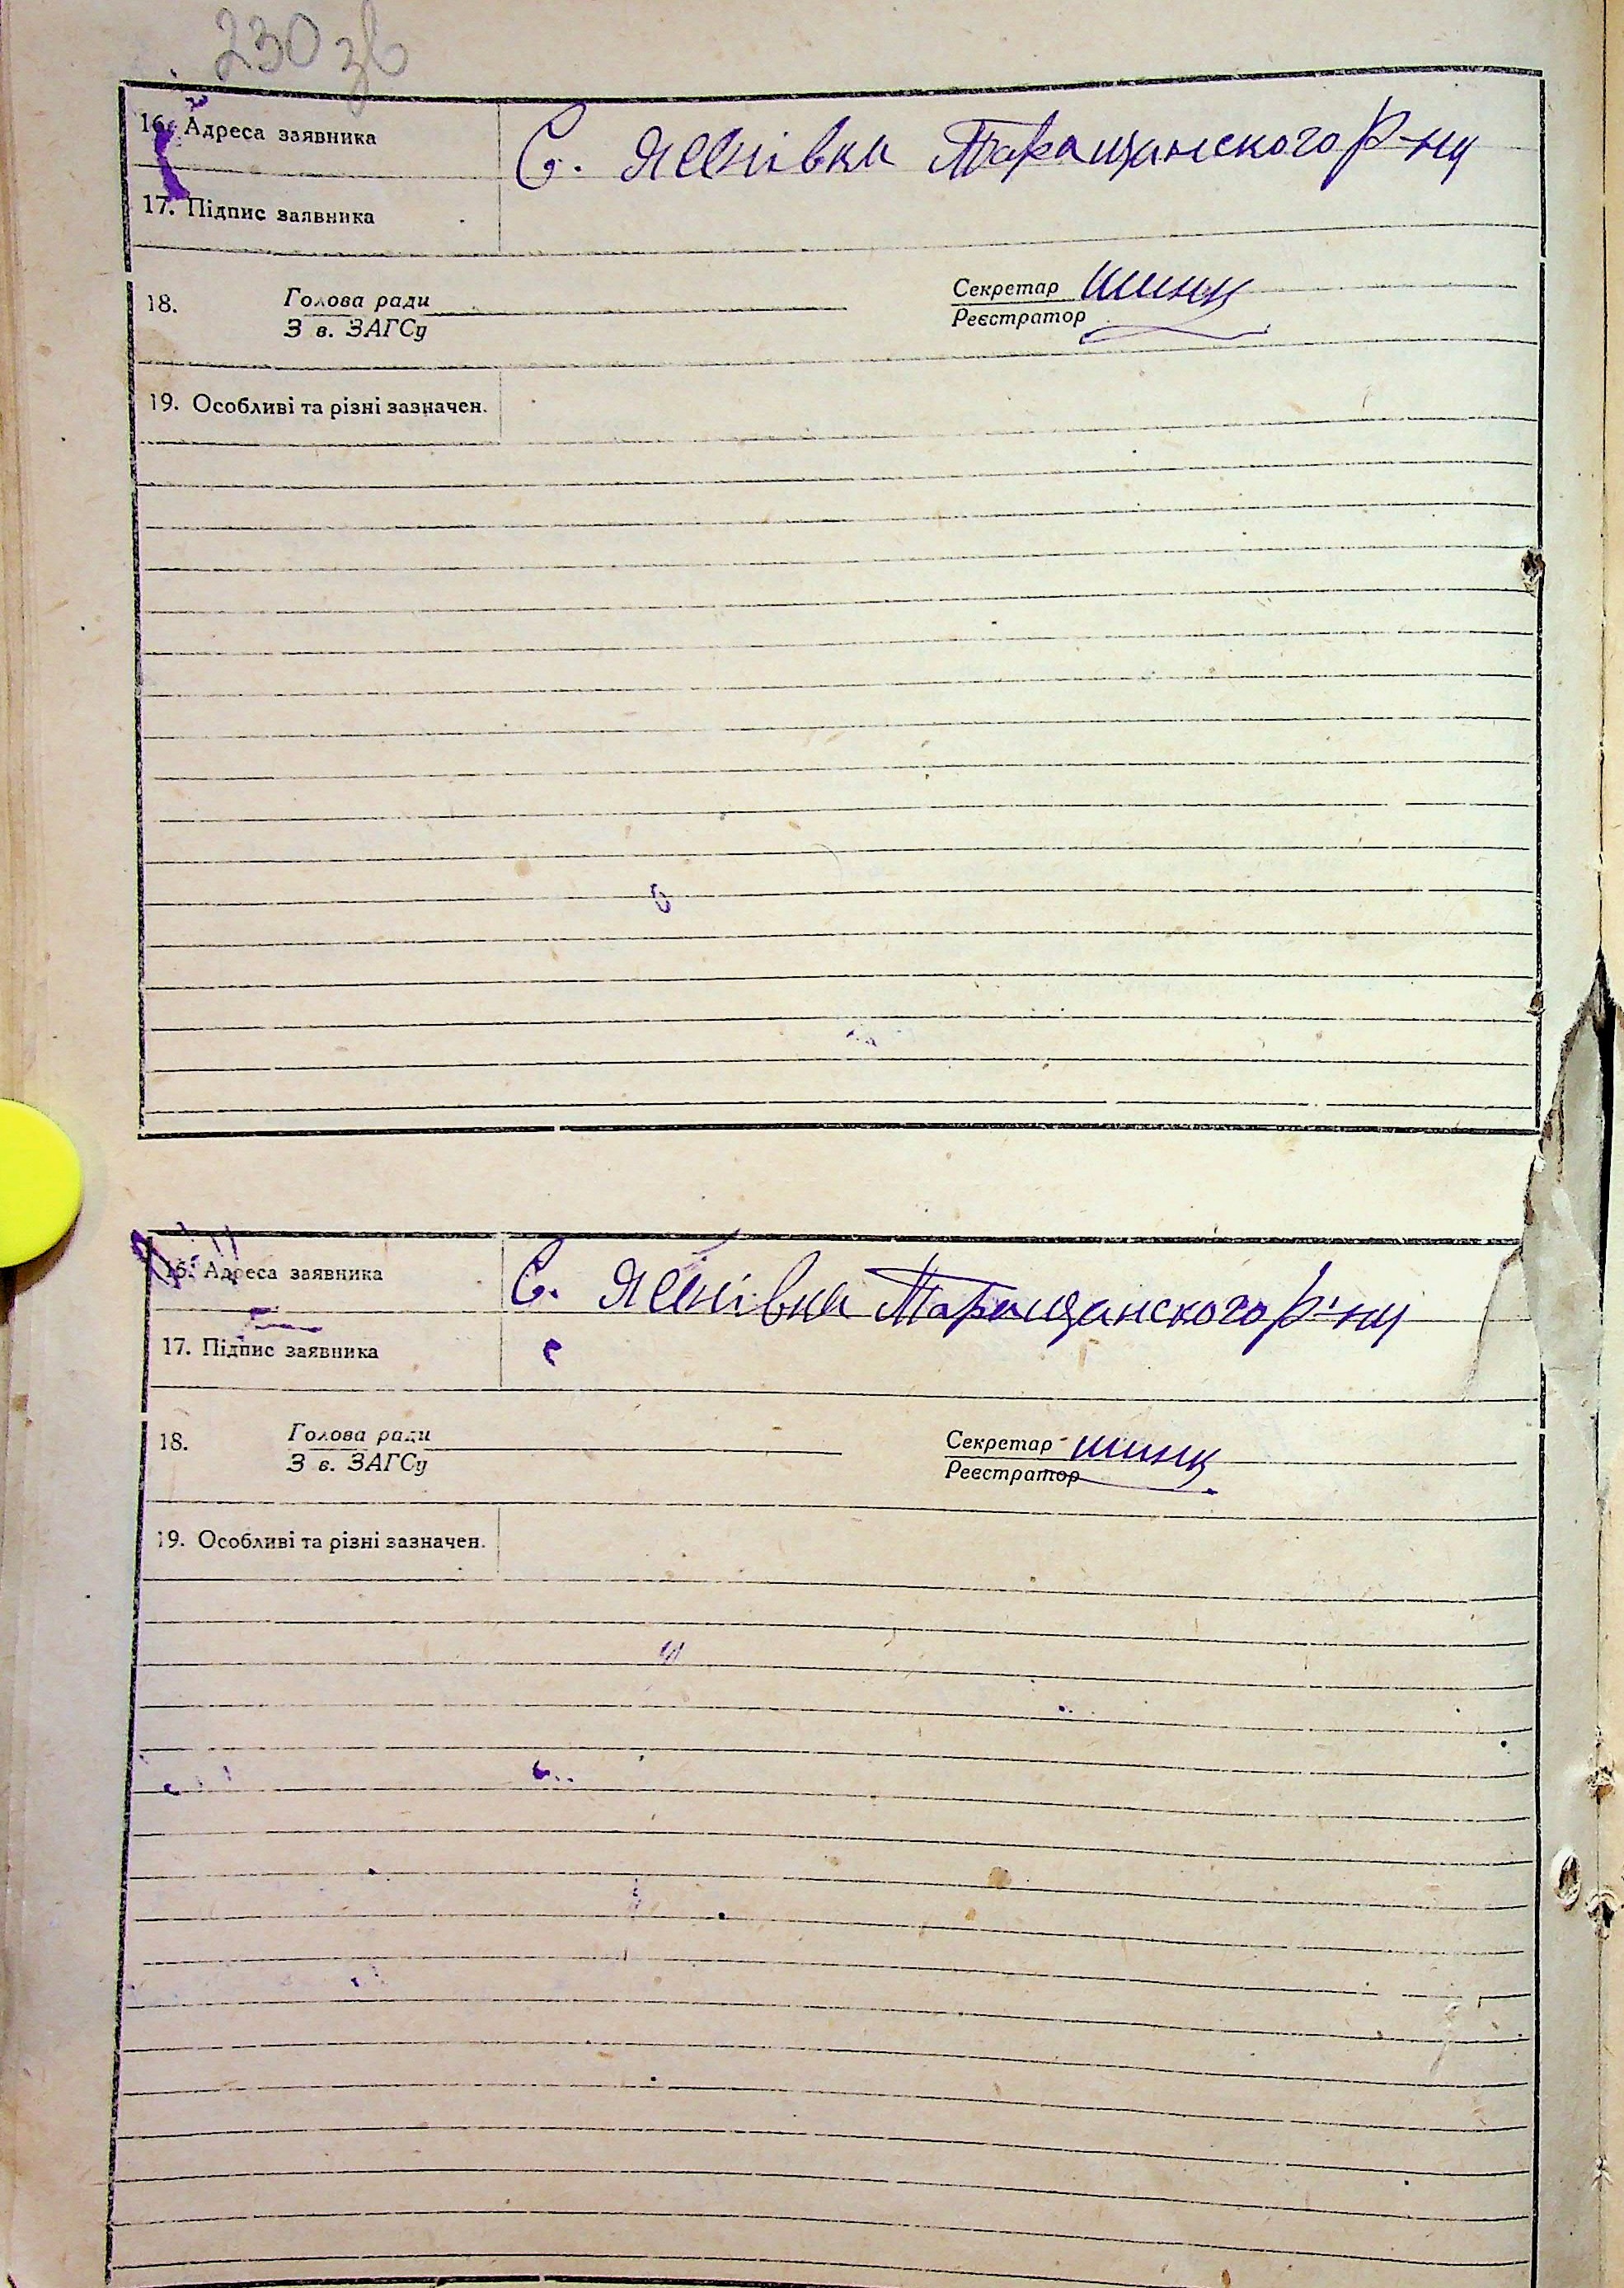 230 зв
16. Адреса заявника С. Яснівка Таращанского р-ну
17. Підпис заявника
18. Голова ради Секретар
З в. ЗАГСу Реєстратор
19. Особливі та різні зазначен.
16. Адреса заявника С. Яснівка Таращанского р-ну
17. Підпис заявника
18. Голова ради Секретар
З в. ЗАГСу Реєстратор
19. Особливі та різні зазначен.